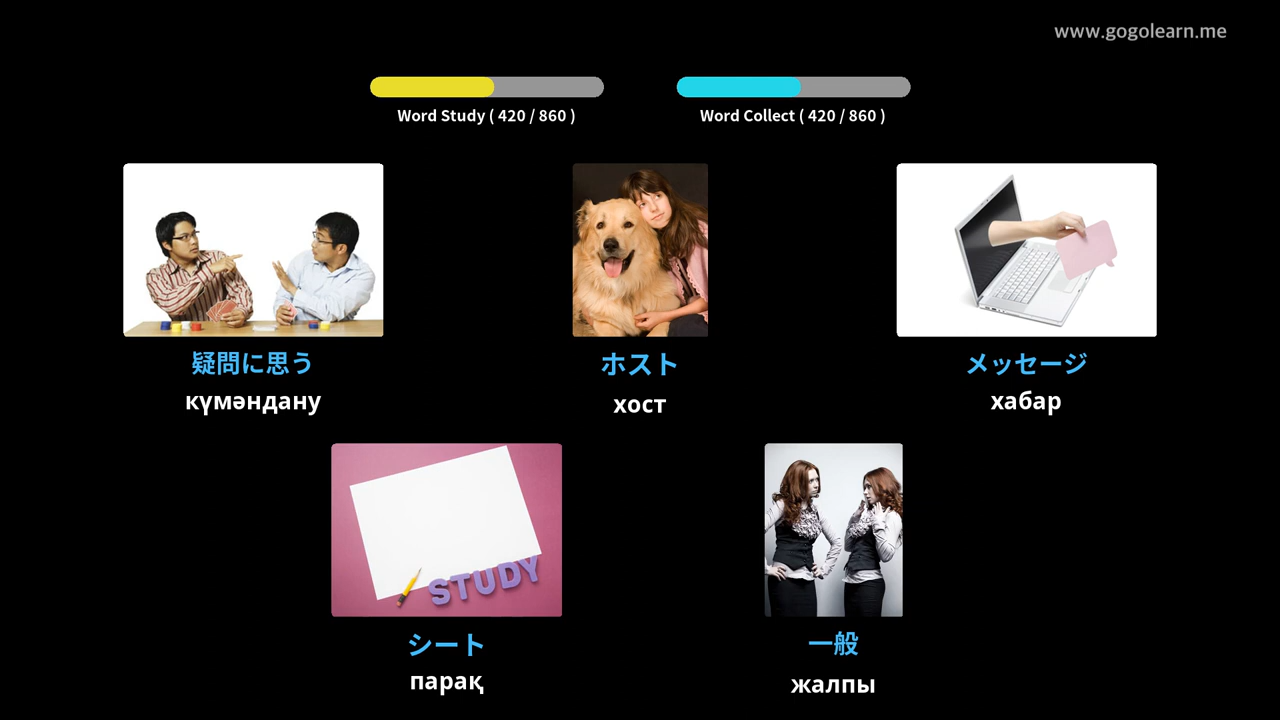 www.gogolearn.me
Word Study ( 420 / 860 )
Word Collect ( 420 / 860 )
疑問に思う
күмәндану
ホスト
хост
メッセージ
хабар
STUDY
シート
парақ
一般
жалпы